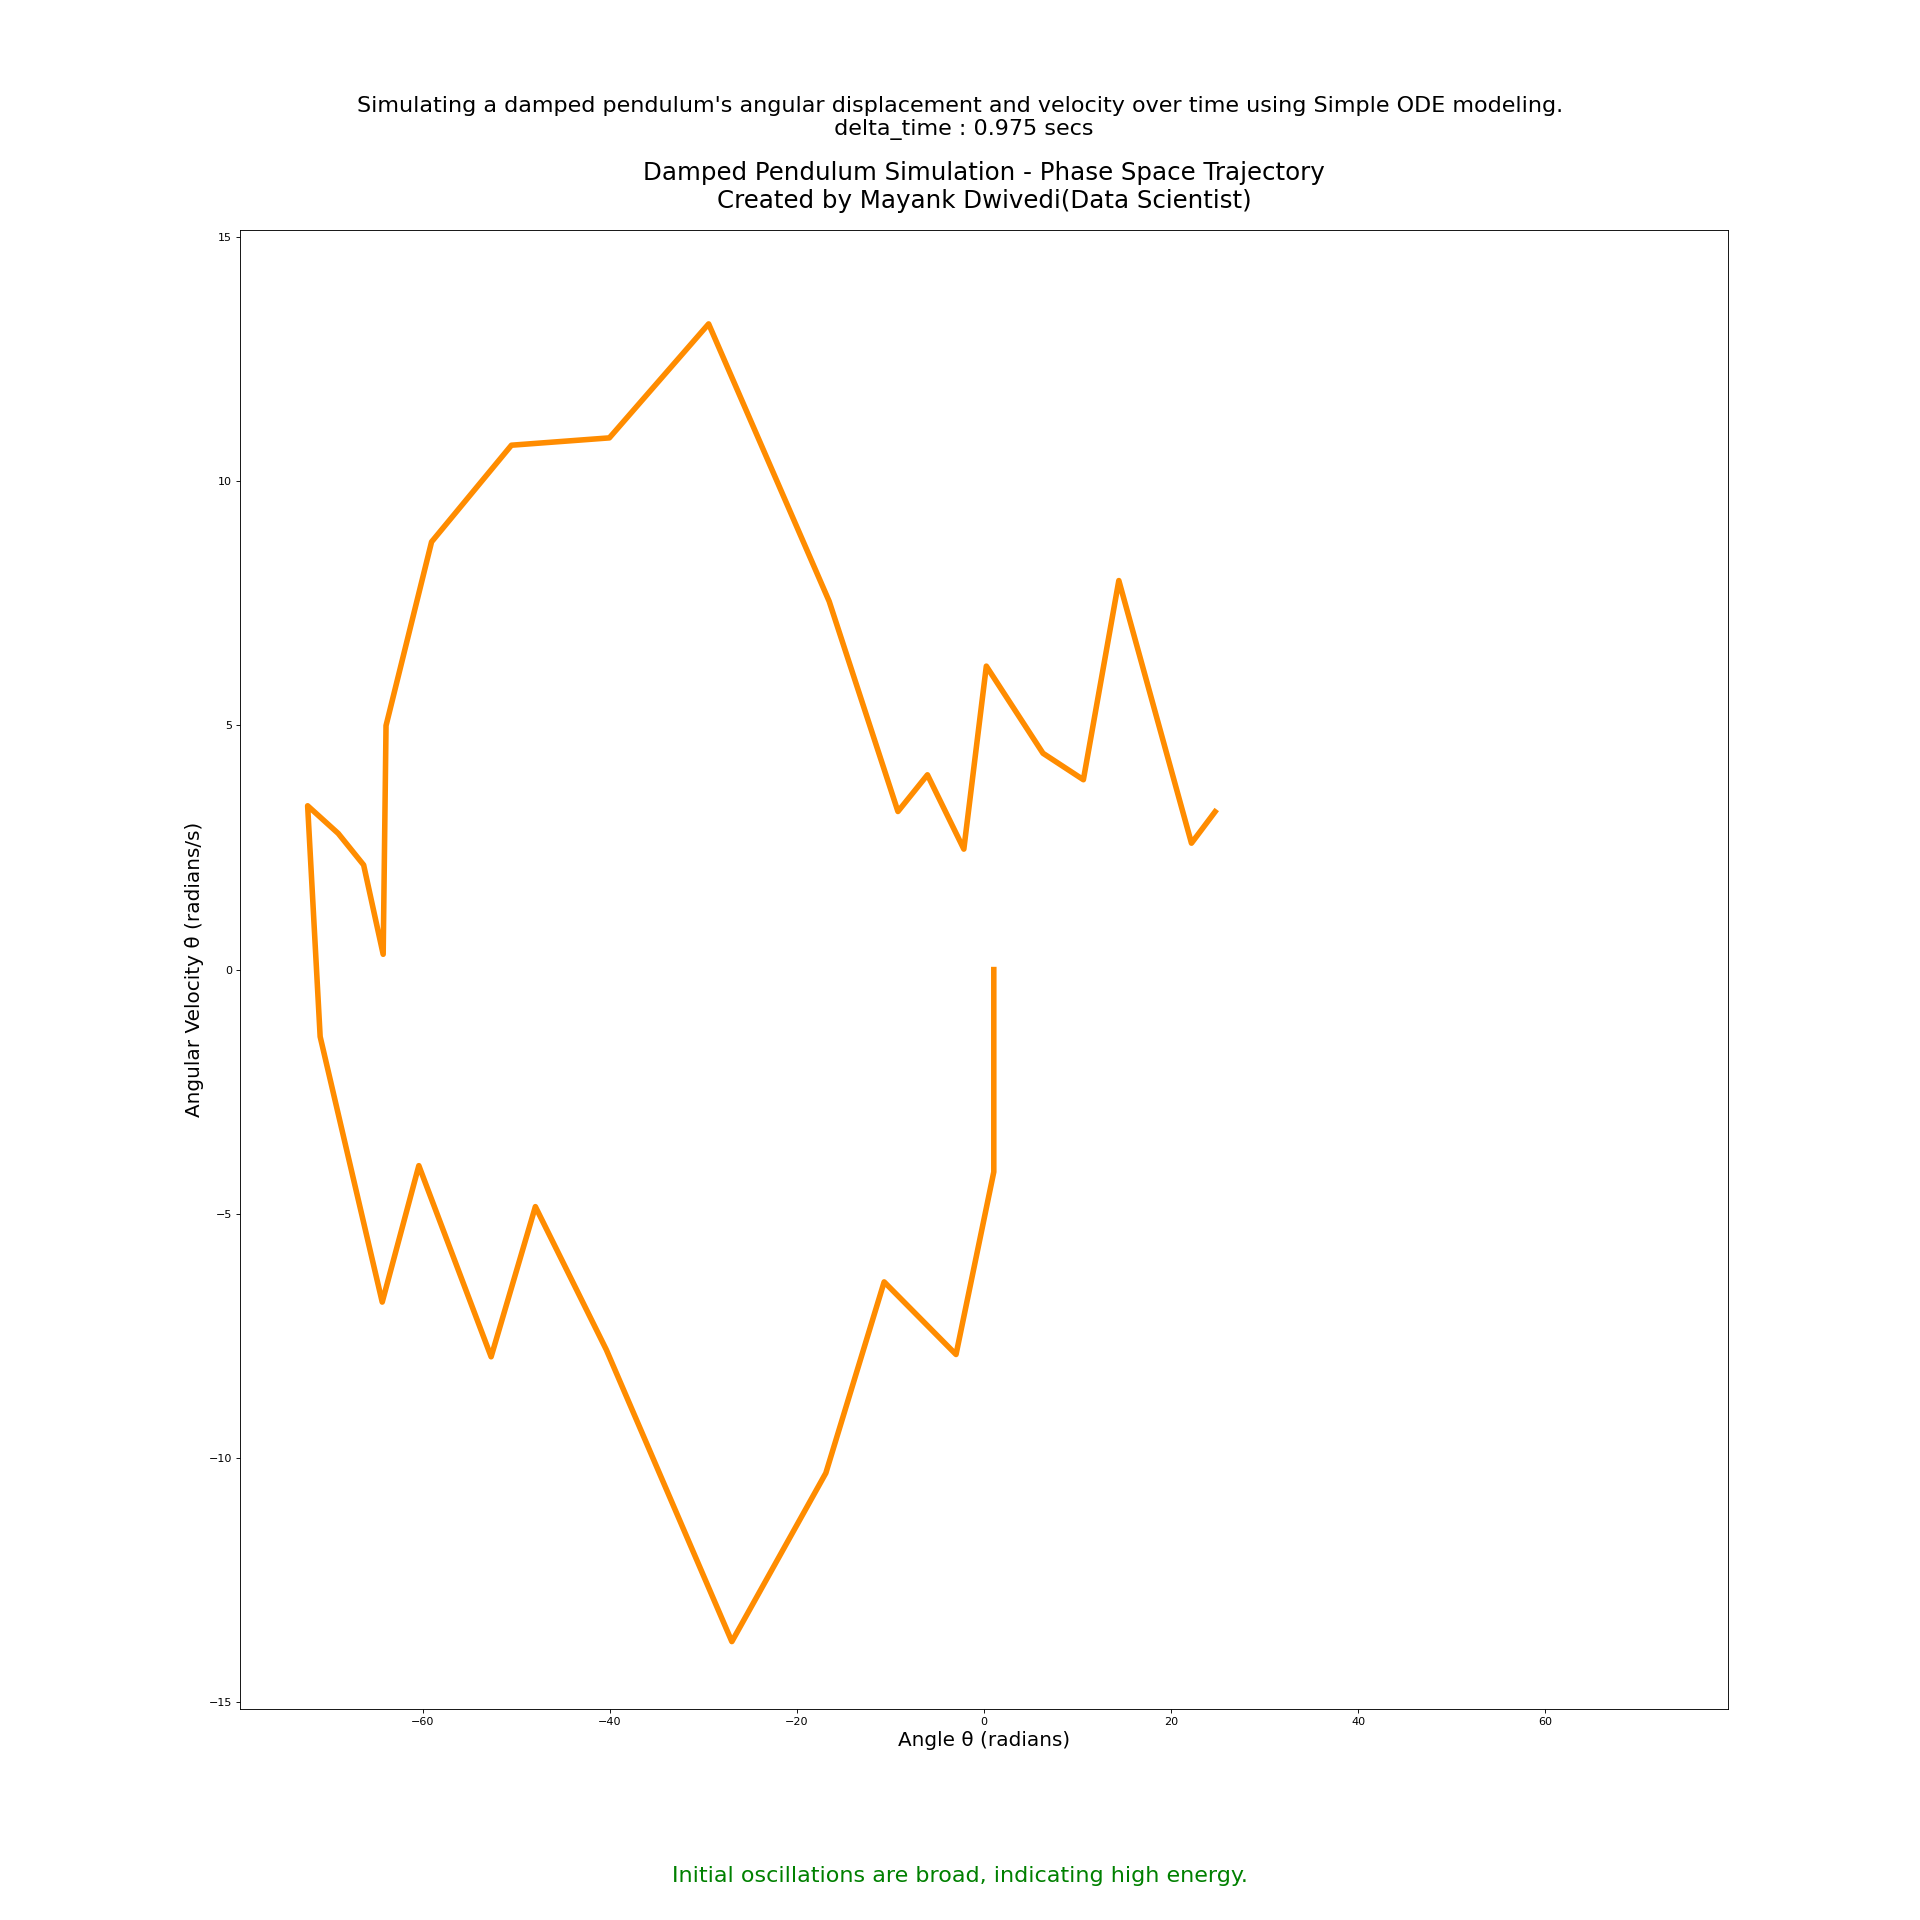 Simulating a damped pendulum's angular displacement and velocity over time using Simple ODE modeling.
delta_time : 0.975 secs
Damped Pendulum Simulation - Phase Space Trajectory
Created by Mayank Dwivedi(Data Scientist)
15
10
5
0
−5
−10
−15
Angular Velocity θ (radians/s)
−60 −40 −20 0 20 40 60
Angle θ (radians)
Initial oscillations are broad, indicating high energy.